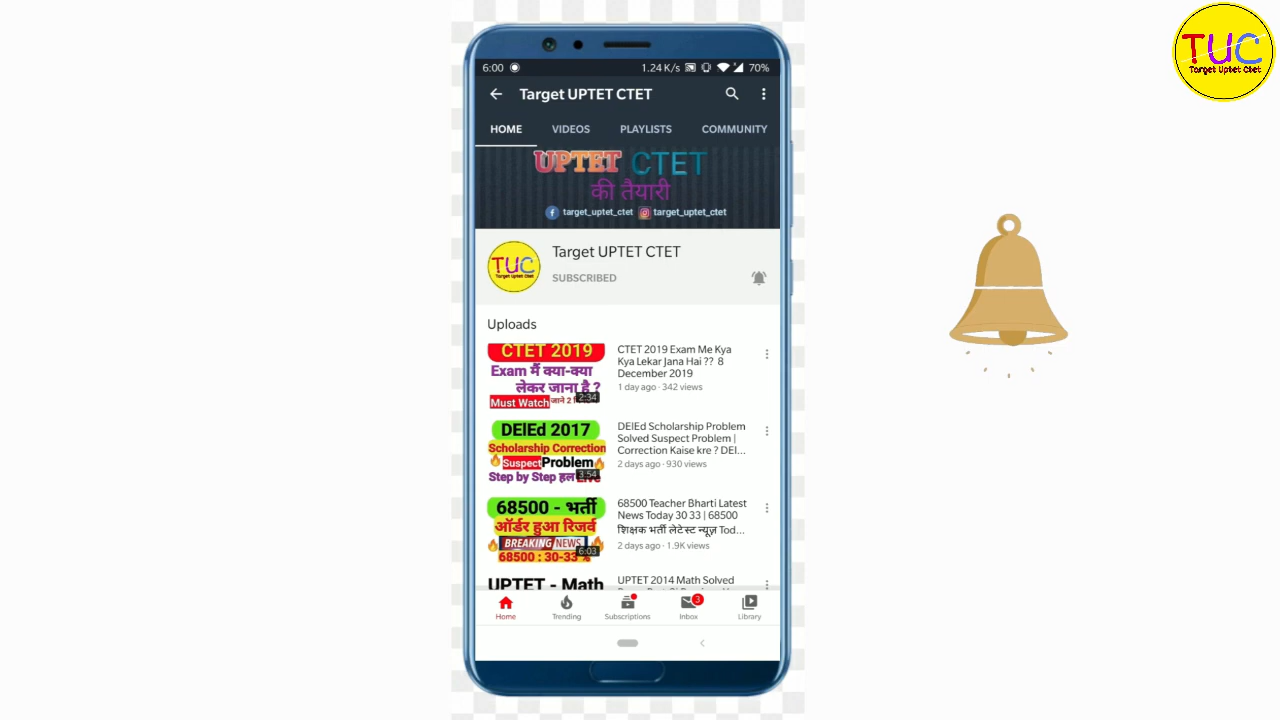 TUC
Target Uptet Ctet
6:00 1.24 K/s 70%
Target UPTET CTET
HOME VIDEOS PLAYLISTS COMMUNITY
UPTET CTET
की तैयारी
target_uptet_ctet target_uptet_ctet
TUC
Target Uptet Ctet
Target UPTET CTET
SUBSCRIBED
Uploads
CTET 2019
Exam मैं क्या-क्या
लेकर जाना है ?
Must Watch
2:34
CTET 2019 Exam Me Kya
Kya Lekar Jana Hai ?? 8
December 2019
1 day ago · 342 views
DElEd 2017
Scholarship Correction
Suspect Problem
Step by Step हल
3:54
DElEd Scholarship Problem
Solved Suspect Problem |
Correction Kaise kre ? DEl...
2 days ago · 930 views
68500 - भर्ती
ऑर्डर हुआ रिजर्व
BREAKING NEWS
68500 : 30-33 %
6:03
68500 Teacher Bharti Latest
News Today 30 33 | 68500
शिक्षक भर्ती लेटेस्ट न्यूज़ Tod...
2 days ago · 1.9K views
UPTET - Math
UPTET 2014 Math Solved
Home Trending Subscriptions Inbox 3 Library